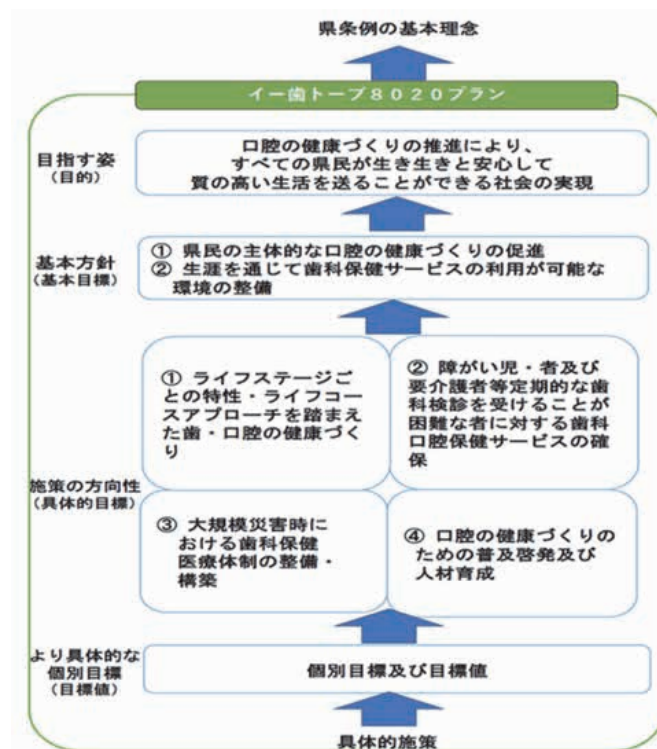 県条例の基本理念
イー歯トーブ8020プラン
目指す姿
(目的)
口腔の健康づくりの推進により、
すべての県民が生き生きと安心して
質の高い生活を送ることができる社会の実現
基本方針
(基本目標)
① 県民の主体的な口腔の健康づくりの促進
② 生涯を通じて歯科保健サービスの利用が可能な
環境の整備
施策の方向性
(具体的目標)
① ライフステージご
との特性・ライフコー
スアプローチを踏まえ
た歯・口腔の健康づく
り
② 障がい児・者及び
要介護者等定期的な歯
科検診を受けることが
困難な者に対する歯科
口腔保健サービスの確
保
③ 大規模災害時に
おける歯科保健
医療体制の整備・
構築
④ 口腔の健康づくりの
ための普及啓発及び
人材育成
より具体的な
個別目標
(目標値)
個別目標及び目標値
具体的施策